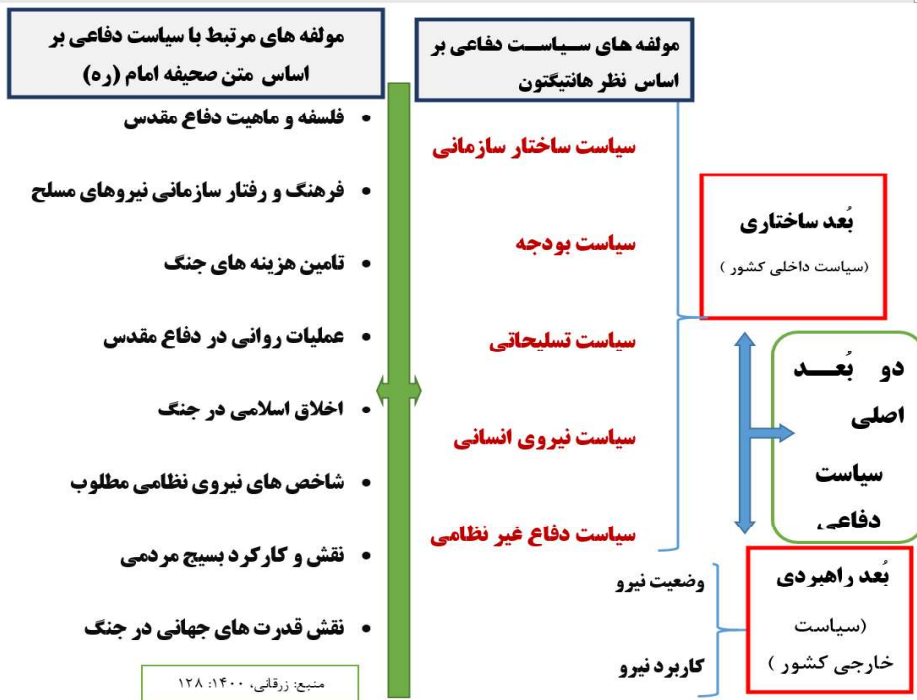 مولفه های سیاست دفاعی بر
اساس نظر هانتیگتون
مولفه های مرتبط با سیاست دفاعی بر
اساس متن صحیفه امام (ره)
دو بُعد
اصلی
سیاست
دفاعی
بُعد ساختاری
(سیاست داخلی کشور )
سیاست ساختار سازمانی
سیاست بودجه
سیاست تسلیحاتی
سیاست نیروی انسانی
سیاست دفاع غیر نظامی
بُعد راهبردی
(سیاست
خارجی کشور )
وضعیت نیرو
کاربرد نیرو
• فلسفه و ماهیت دفاع مقدس
• فرهنگ و رفتار سازمانی نیروهای مسلح
• تامین هزینه های جنگ
• عملیات روانی در دفاع مقدس
• اخلاق اسلامی در جنگ
• شاخص های نیروی نظامی مطلوب
• نقش و کارکرد بسیج مردمی
• نقش قدرت های جهانی در جنگ
منبع: زرقانی، ۱۴۰۰: ۱۲۸